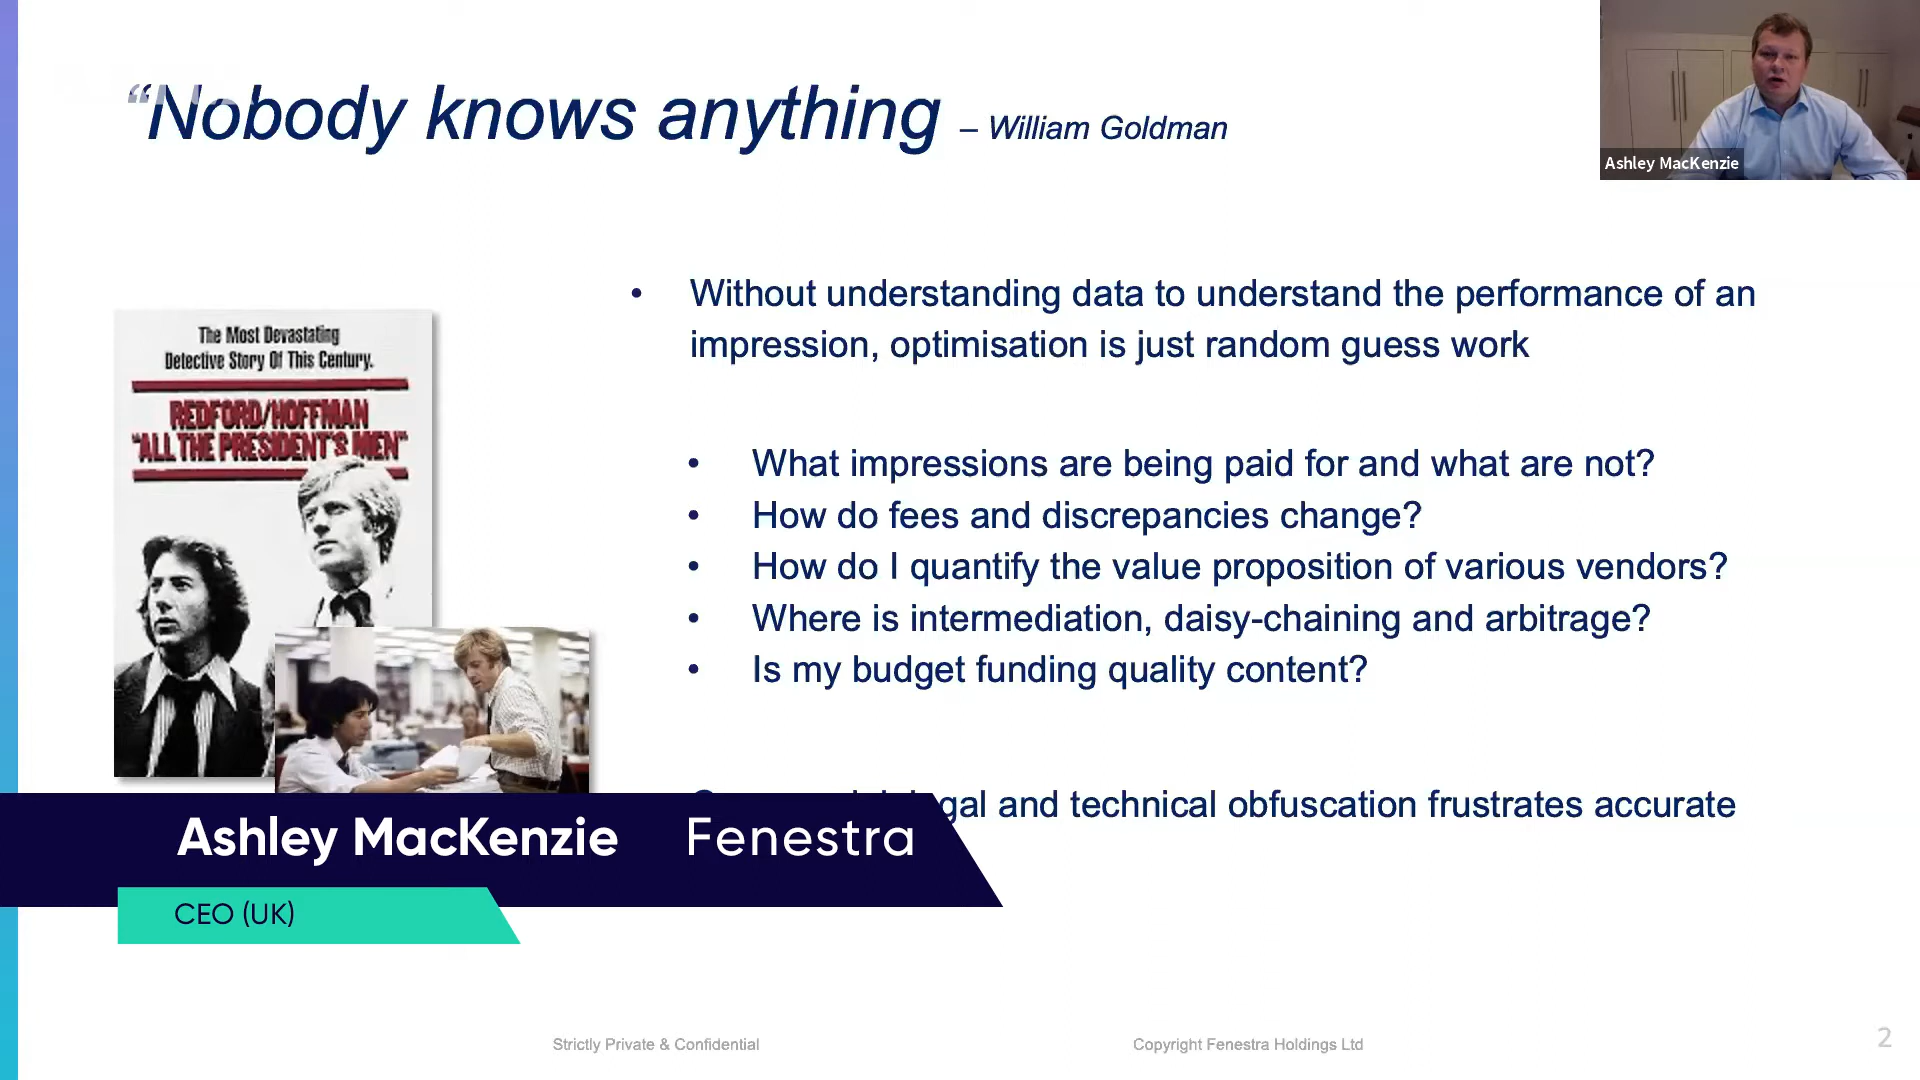 “Nobody knows anything – William Goldman
Ashley MacKenzie
• Without understanding data to understand the performance of an
impression, optimisation is just random guess work
• What impressions are being paid for and what are not?
• How do fees and discrepancies change?
• How do I quantify the value proposition of various vendors?
• Where is intermediation, daisy-chaining and arbitrage?
• Is my budget funding quality content?
and technical obfuscation frustrates accurate
The Most Devastating
Detective Story Of This Century.
REDFORD/HOFFMAN
"ALL THE PRESIDENT'S MEN"
Ashley MacKenzie Fenestra
CEO (UK)
Strictly Private & Confidential
Copyright Fenestra Holdings Ltd
2